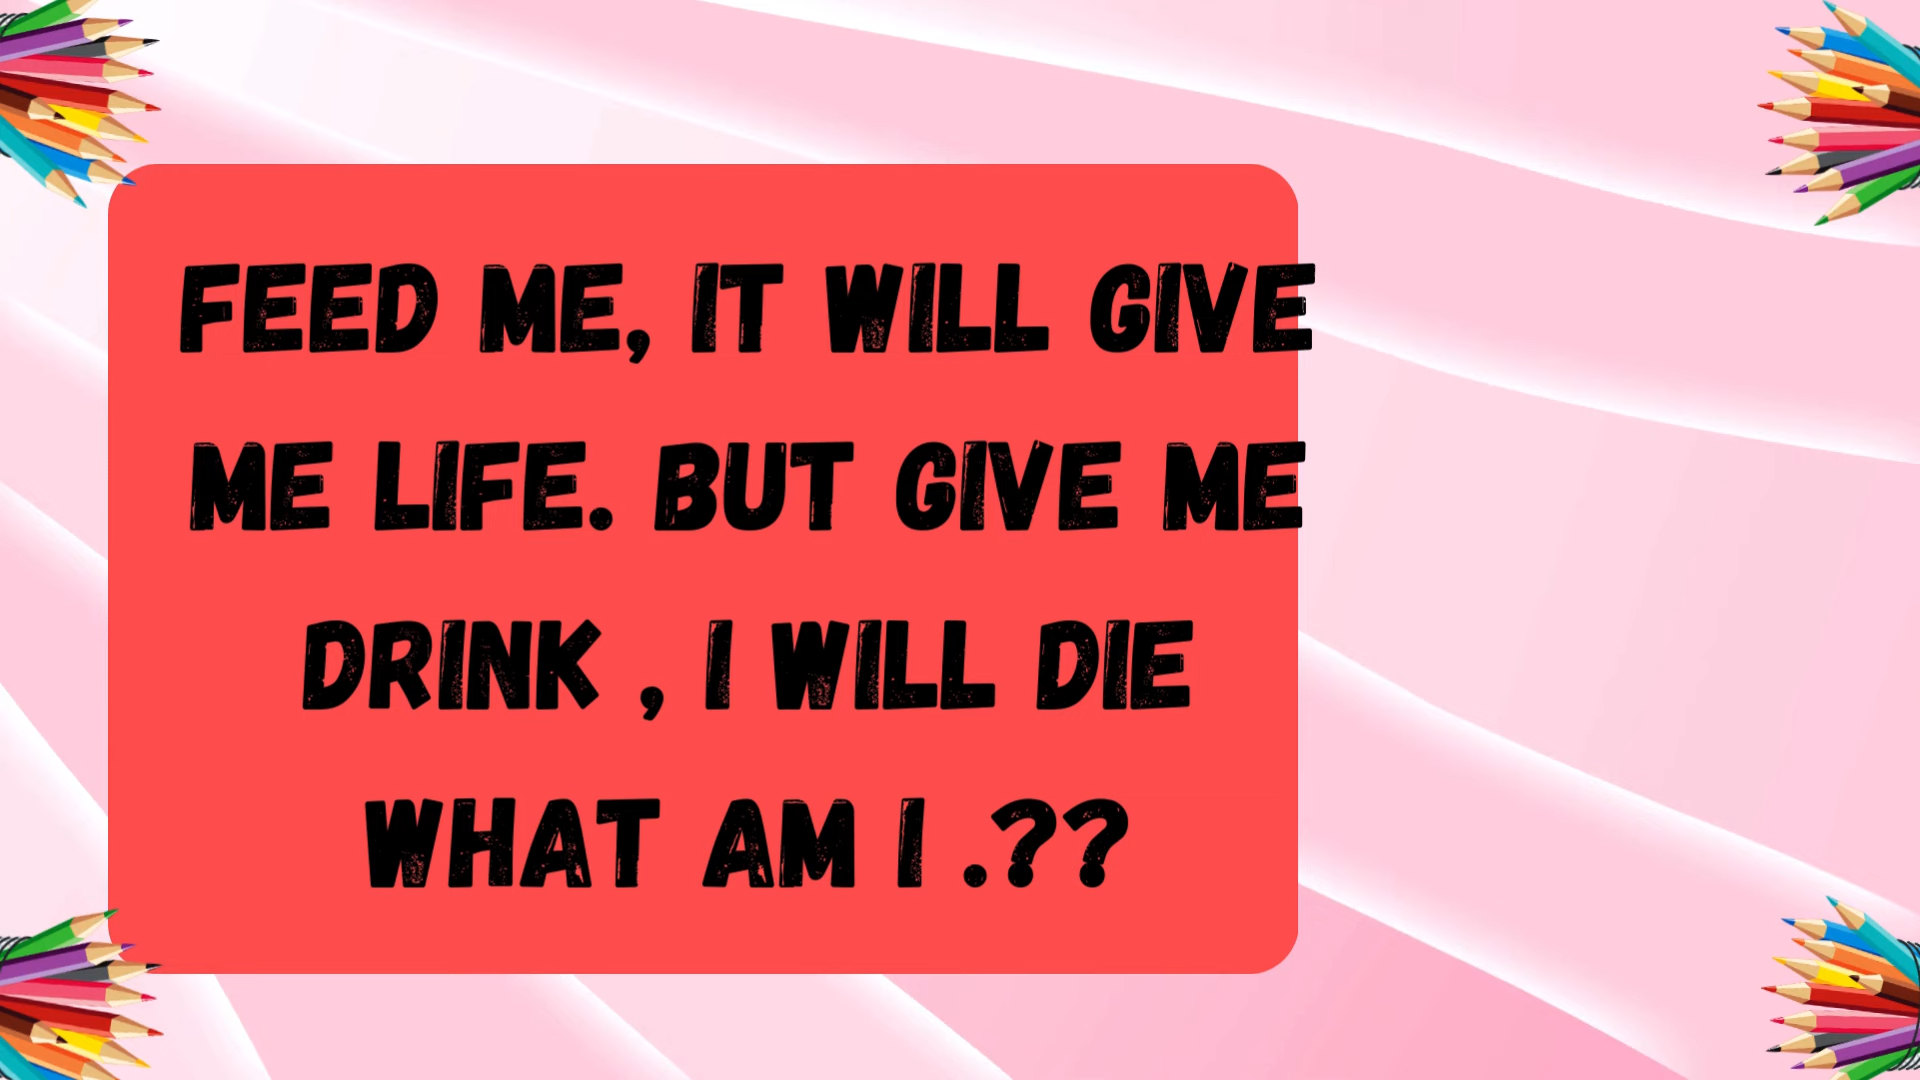 FEED ME, IT WILL GIVE
ME LIFE. BUT GIVE ME
DRINK , I WILL DIE
WHAT AM I .??